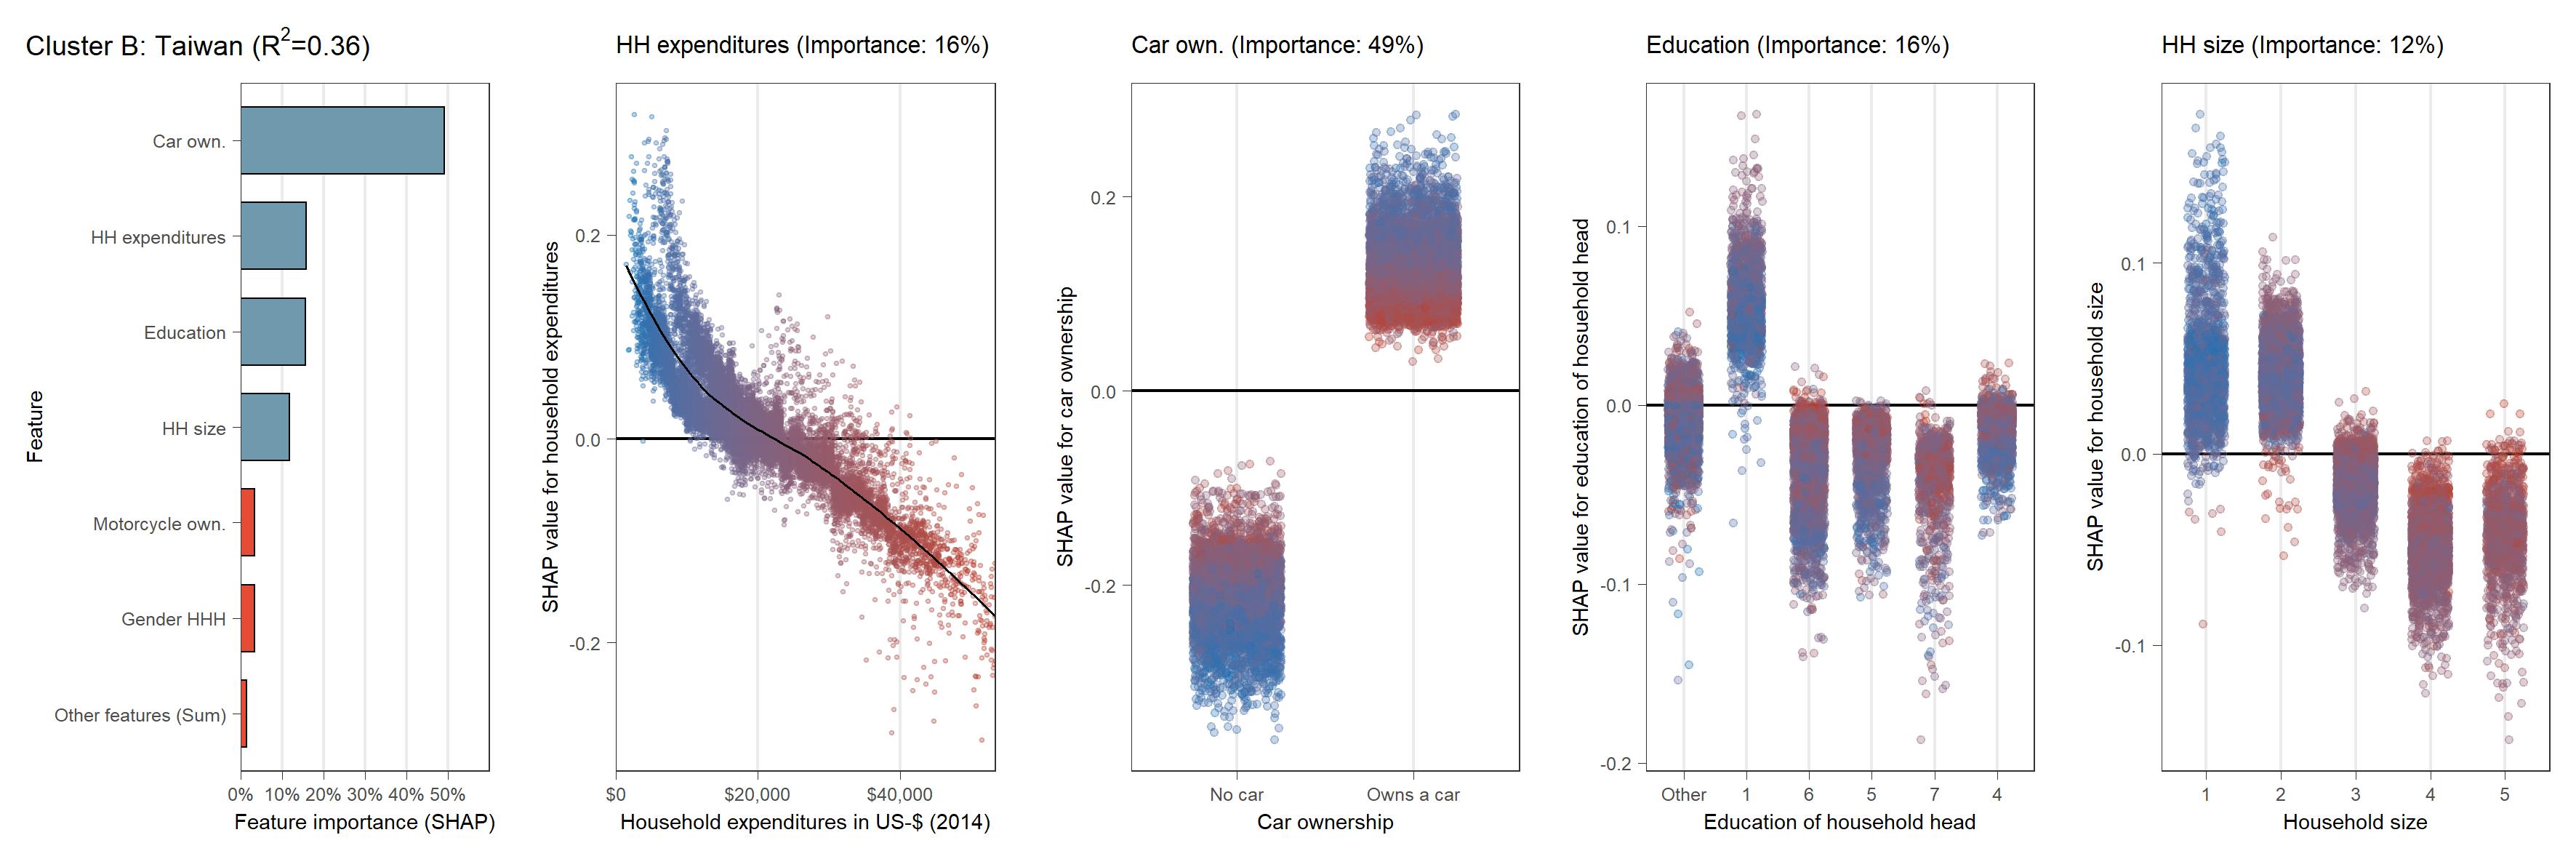 Cluster B: Taiwan (R²=0.36)
Feature
Car own.
HH expenditures
Education
HH size
Motorcycle own.
Gender HHH
Other features (Sum)
0% 10% 20% 30% 40% 50%
Feature importance (SHAP)
HH expenditures (Importance: 16%)
SHAP value for household expenditures
0.2
0.0
-0.2
$0 $20,000 $40,000
Household expenditures in US-$ (2014)
Car own. (Importance: 49%)
SHAP value for car ownership
0.2
0.0
-0.2
No car Owns a car
Car ownership
Education (Importance: 16%)
SHAP value for education of household head
0.1
0.0
-0.1
-0.2
Other 1 6 5 7 4
Education of household head
HH size (Importance: 12%)
SHAP value for household size
0.1
0.0
-0.1
1 2 3 4 5
Household size